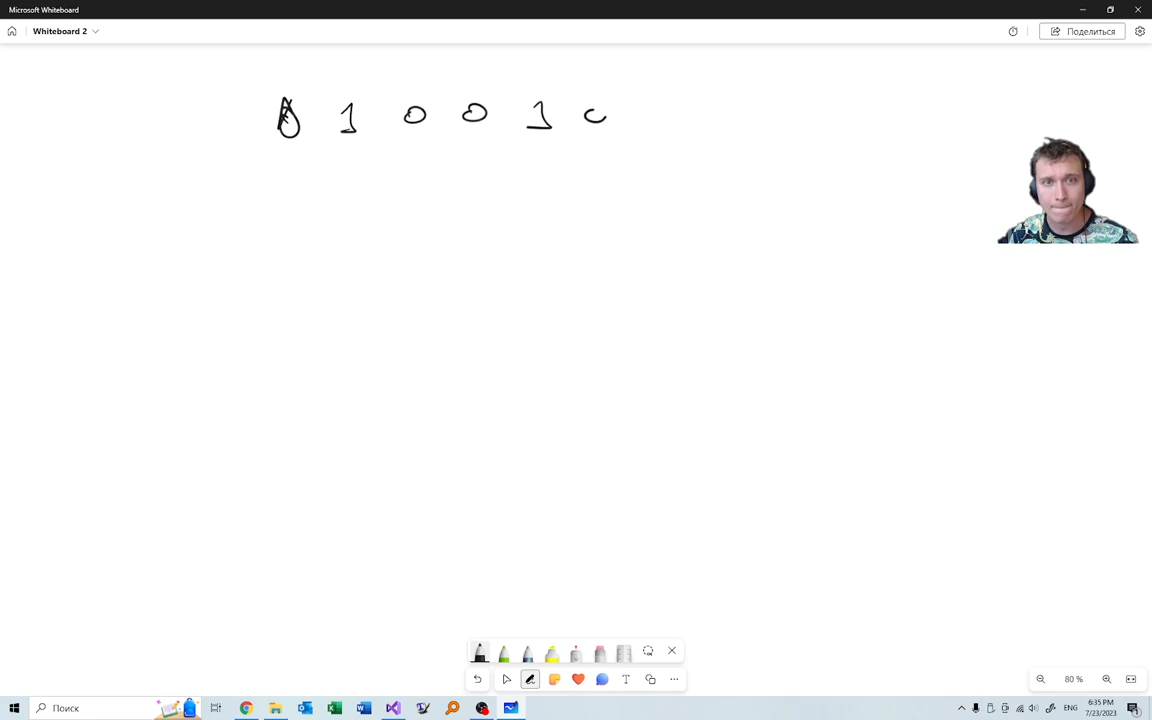 Microsoft Whiteboard
Whiteboard 2
Поделиться
1 0 0 1
80 %
Поиск
ENG
6:35 PM
7/23/2023